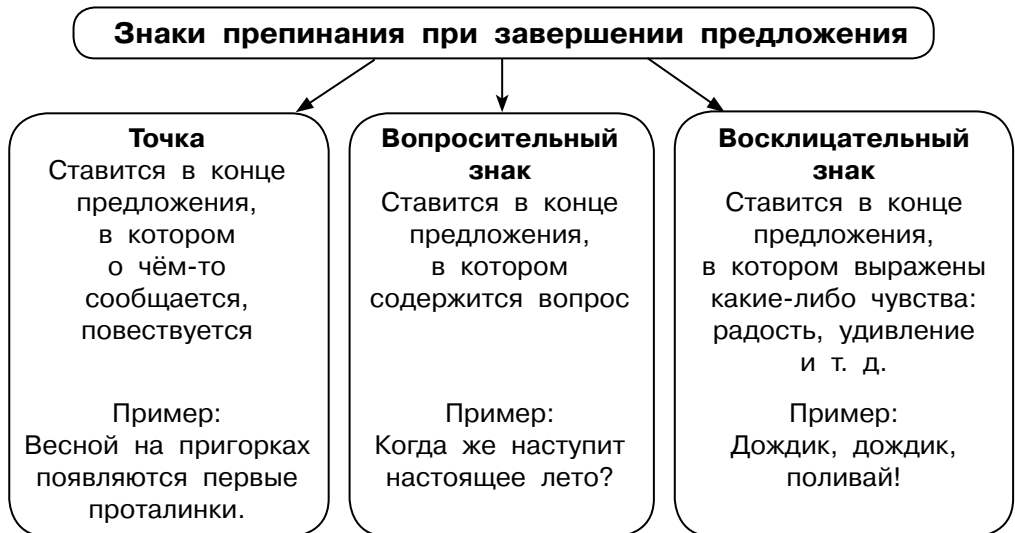 Знаки препинания при завершении предложения
Точка
Ставится в конце
предложения,
в котором
о чём-то
сообщается,
повествуется
Пример:
Весной на пригорках
появляются первые
проталинки.
Вопросительный
знак
Ставится в конце
предложения,
в котором
содержится вопрос
Пример:
Когда же наступит
настоящее лето?
Восклицательный
знак
Ставится в конце
предложения,
в котором выражены
какие-либо чувства:
радость, удивление
и т. д.
Пример:
Дождик, дождик,
поливай!